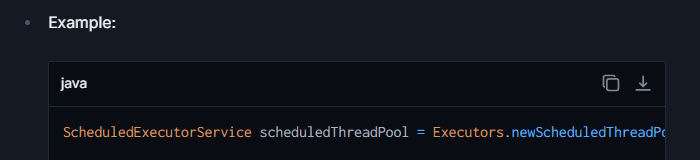 Example:
java
ScheduledExecutorService scheduledThreadPool = Executors.newScheduledThreadPo